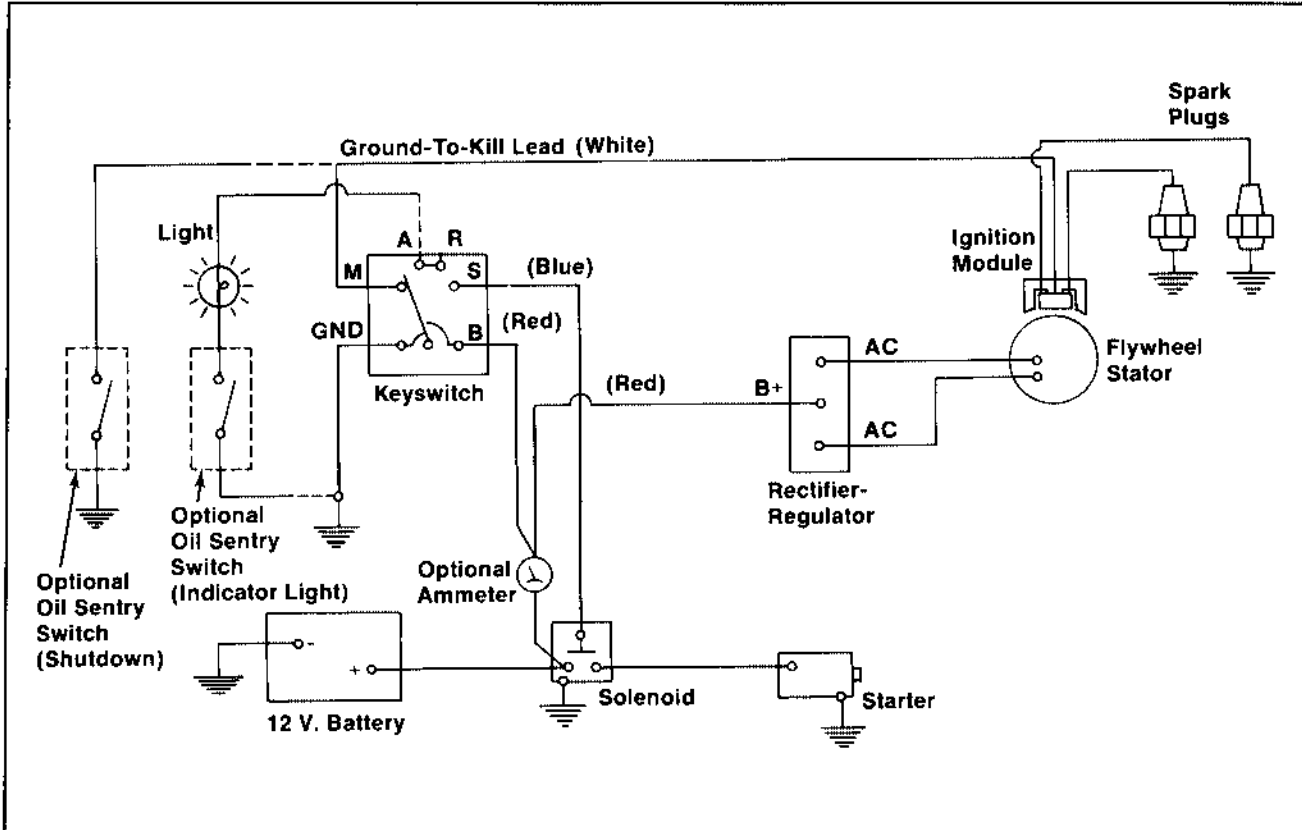 Spark
Plugs
Ground-To-Kill Lead (White)
Light
A
R
M
S
(Blue)
Ignition
Module
GND
B
(Red)
Keyswitch
(Red)
B+
AC
AC
Flywheel
Stator
Rectifier-
Regulator
Optional
Oil Sentry
Switch
(Indicator Light)
Optional
Oil Sentry
Switch
(Shutdown)
Optional
Ammeter
-
+
12 V. Battery
Solenoid
Starter